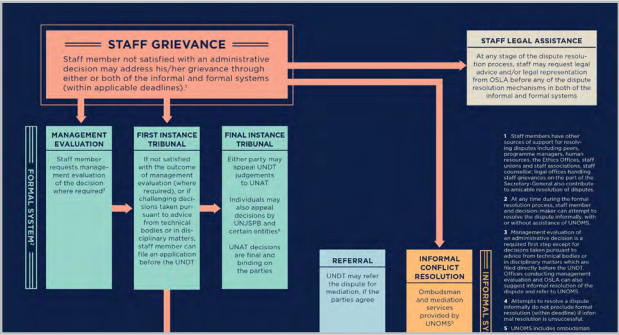 STAFF GRIEVANCE
Staff member not satisfied with an administrative
decision may address his/her grievance through
either or both of the informal and formal systems
(within applicable deadlines).¹
STAFF LEGAL ASSISTANCE
At any stage of the dispute resolu-
tion process, staff may request legal
advice and/or legal representation
from OSLA before any of the dispute
resolution mechanisms in both of the
informal and formal systems
FORMAL SYSTEM²
MANAGEMENT
EVALUATION
Staff member
requests manage-
ment evaluation
of the decision
where required³
FIRST INSTANCE
TRIBUNAL
If not satisfied
with the outcome
of management
evaluation (where
required), or if
challenging deci-
sions taken pur-
suant to advice
from technical
bodies or in dis-
ciplinary matters,
staff member can
file an application
before the UNDT
FINAL INSTANCE
TRIBUNAL
Either party may
appeal UNDT
judgements
to UNAT
Individuals may
also appeal
decisions by
UNJSPB and
certain entities⁶
UNAT decisions
are final and
binding on
the parties
REFERRAL
UNDT may refer
the dispute for
mediation, if the
parties agree
INFORMAL
CONFLICT
RESOLUTION
Ombudsman
and mediation
services
provided by
UNOMS⁵
INFORMAL SY
1 Staff members have other
sources of support for resolv-
ing disputes including peers,
programme managers, human
resources, the Ethics Offices, staff
unions and staff associations, staff
counsellor; legal offices handling
staff grievances on the part of the
Secretary-General also contribute
to amicable resolution of disputes.
2 At any time during the formal
resolution process, staff member
and decision-maker can attempt to
resolve the dispute informally, with
or without assistance of UNOMS.
3 Management evaluation of
an administrative decision is a
required first step except for
decisions taken pursuant to
advice from technical bodies or
in disciplinary matters which are
filed directly before the UNDT.
Offices conducting management
evaluation and OSLA can also
suggest informal resolution of the
dispute and refer to UNOMS.
4 Attempts to resolve a dispute
informally do not preclude formal
resolution (within deadline) if infor-
mal resolution is unsuccessful.
5 UNOMS includes ombudsman